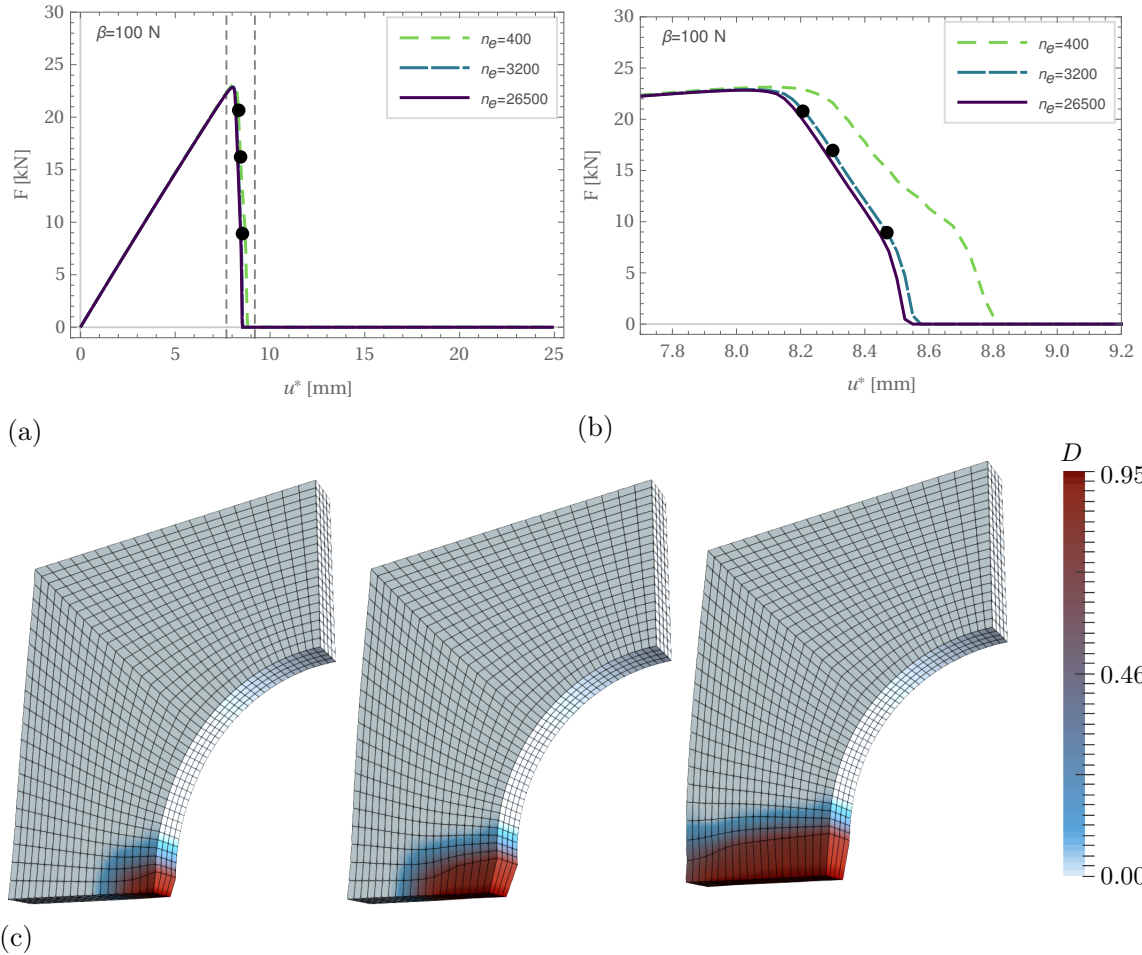 β=100 N
n_e=400
n_e=3200
n_e=26500
30
25
20
15
10
5
0
F [kN]
0 5 10 15 20 25
u* [mm]
(a)
β=100 N
n_e=400
n_e=3200
n_e=26500
30
25
20
15
10
5
0
F [kN]
7.8 8.0 8.2 8.4 8.6 8.8 9.0 9.2
u* [mm]
(b)
D
0.95
0.46
0.00
(c)